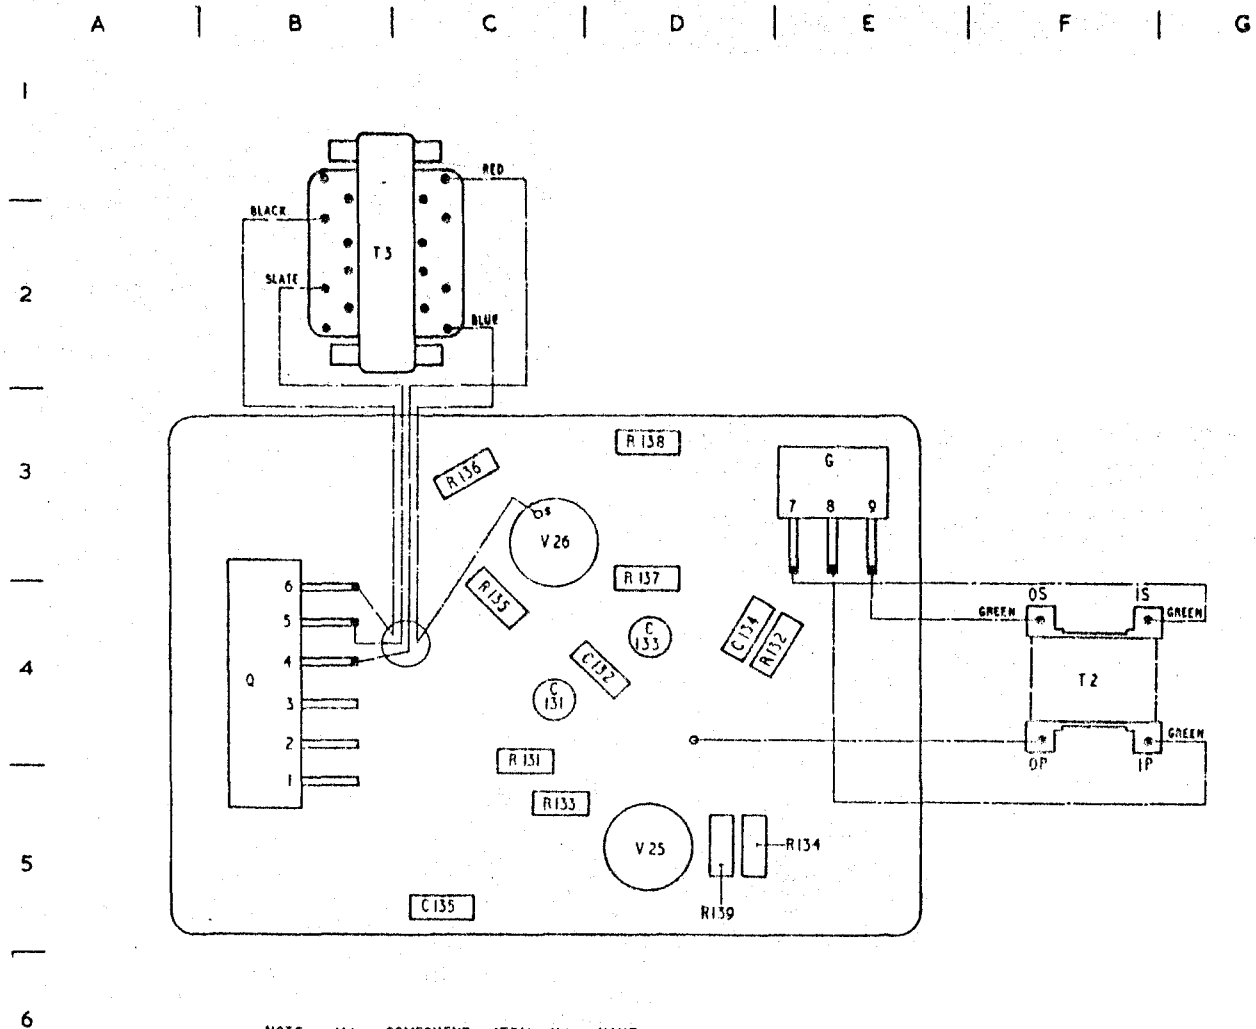 A B C D E F G
1
RED
BLACK
T3
2
SLATE
BLUE
3
R138
R136
G
7 8 9
S
V26
R137
6
5
4
3
2
1
Q
R135
C
133
C134
R132
C132
C
131
OS IS
GREEN GREEN
4
T2
GREEN
OP IP
R131
R133
V25
R134
5
R139
C135
6
NOTE
COMPONENT